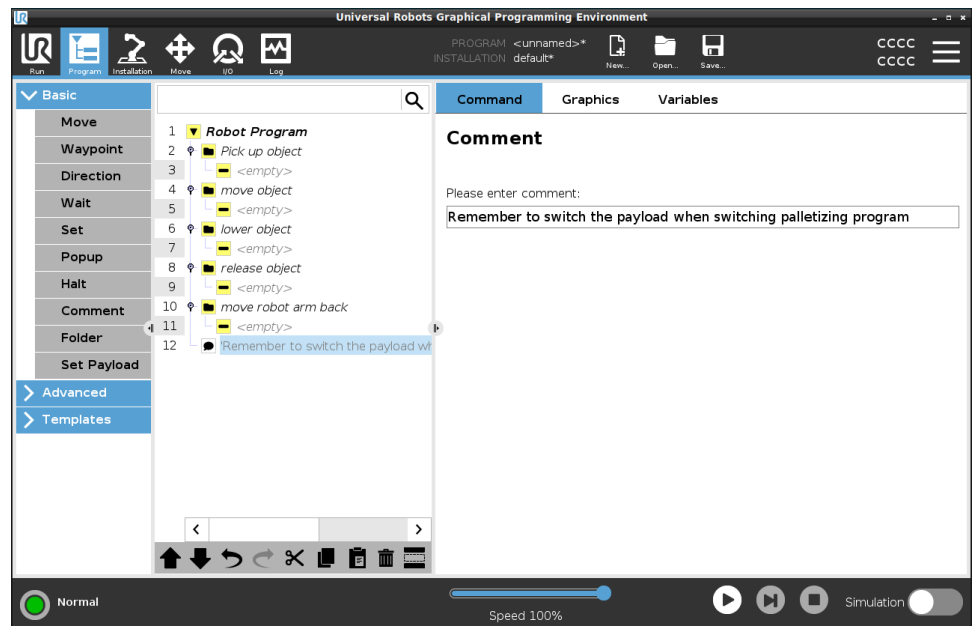 Universal Robots Graphical Programming Environment
UR
Run
Program
Installation
Move
I/O
Log
PROGRAM <unnamed>*
INSTALLATION default*
New...
Open...
Save...
CCCC
CCCC
Basic
Move
Waypoint
Direction
Wait
Set
Popup
Halt
Comment
Folder
Set Payload
Advanced
Templates
1 Robot Program
2 Pick up object
3 <empty>
4 move object
5 <empty>
6 lower object
7 <empty>
8 release object
9 <empty>
10 move robot arm back
11 <empty>
12 'Remember to switch the payload wh
Command Graphics Variables
Comment
Please enter comment:
Remember to switch the payload when switching palletizing program
Normal
Speed 100%
Simulation